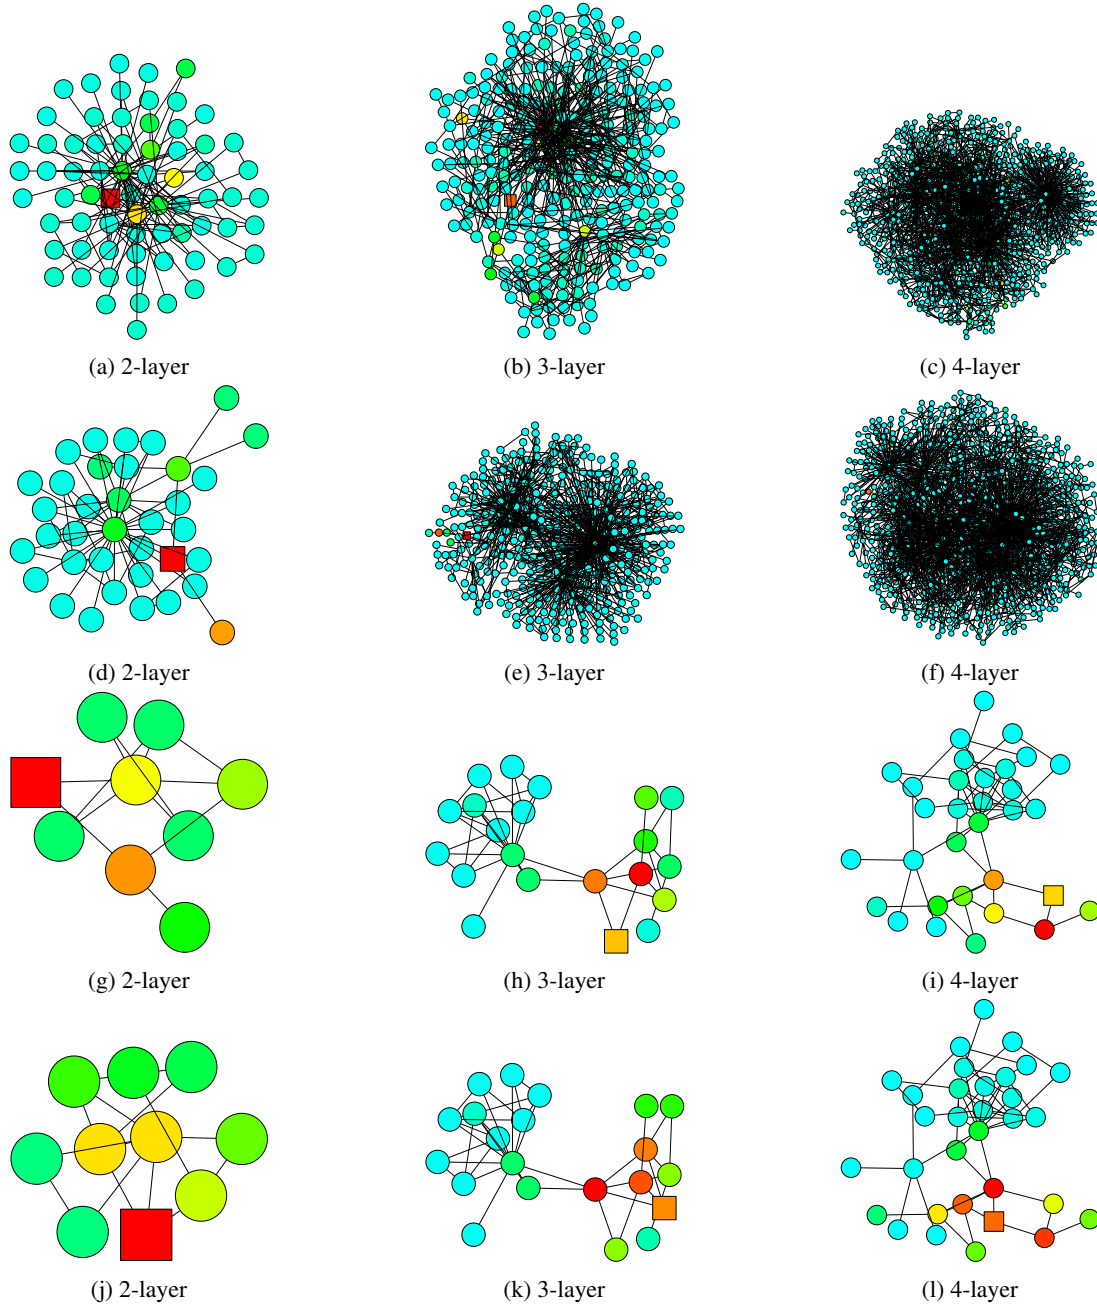 (a) 2-layer
(b) 3-layer
(c) 4-layer
(d) 2-layer
(e) 3-layer
(f) 4-layer
(g) 2-layer
(h) 3-layer
(i) 4-layer
(j) 2-layer
(k) 3-layer
(l) 4-layer